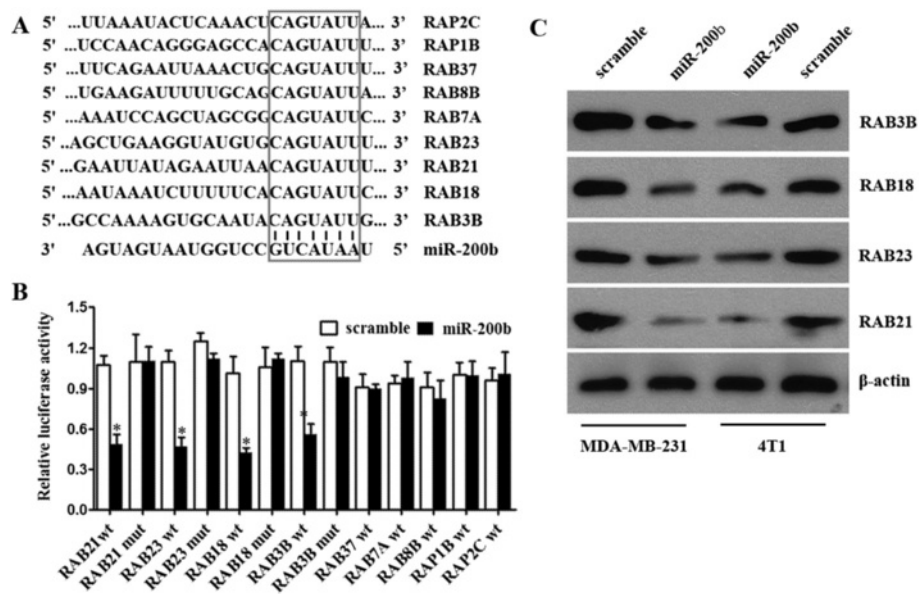 A
5' ...UUAAAUACUCAAACUCAGUAUUA... 3' RAP2C
5' ...UCCAACAGGGAGCCACAGUAUUU... 3' RAP1B
5' ...UUCAGAAUUAAACUGCAGUAUUU... 3' RAB37
5' ...UGAAGAUUUUUGCAGCAGUAUUA... 3' RAB8B
5' ...AAAUCCAGCUAGCGGCAGUAUUC... 3' RAB7A
5' ...AGCUGAAGGUAUGUGCAGUAUUU... 3' RAB23
5' ...GAAUUAUAGAAUUAACAGUAUUU... 3' RAB21
5' ...AAUAAAUCUUUUUCACAGUAUUC... 3' RAB18
5' ...GCCAAAAGUGCAAUACAGUAUUG... 3' RAB3B
3' AGUAGUAAUGGUCCGUCAUAAU 5' miR-200b
B
Relative luciferase activity
1.5
1.2
0.9
0.6
0.3
0.0
scramble miR-200b
* * * *
RAB21 wt
RAB21 mut
RAB23 wt
RAB23 mut
RAB18 wt
RAB18 mut
RAB3B wt
RAB3B mut
RAB37 wt
RAB7A wt
RAB8B wt
RAP1B wt
RAP2C wt
C
scramble miR-200b miR-200b scramble
RAB3B
RAB18
RAB23
RAB21
β-actin
MDA-MB-231 4T1